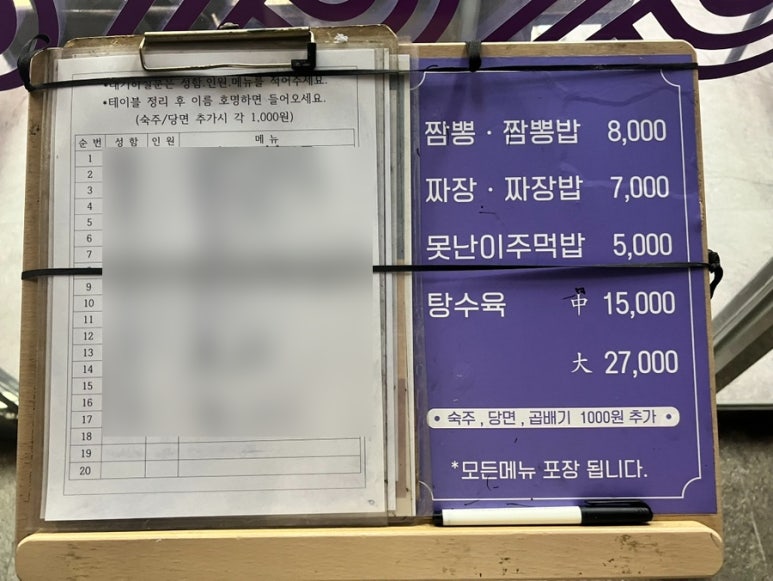 •대기하실분은 성함.인원.메뉴를 적어주세요.
•테이블 정리 후 이름 호명하면 들어오세요.
(숙주/당면 추가시 각 1,000원)
순번 성함 인원 메뉴
1
2
3
4
5
6
7
9
10
11
12
13
14
15
16
17
18
19
20
짬뽕 · 짬뽕밥 8,000
짜장 · 짜장밥 7,000
못난이주먹밥 5,000
탕수육 中 15,000
大 27,000
• 숙주, 당면, 곱배기 1000원 추가 •
*모든메뉴 포장 됩니다.